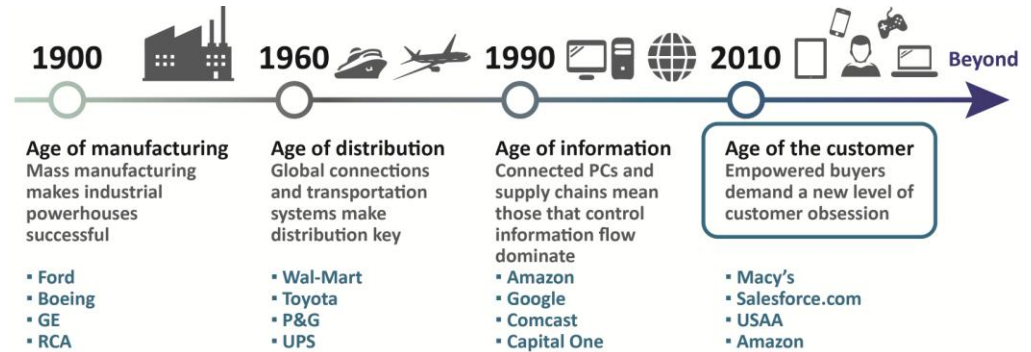 1900
1960
1990
2010
Beyond
Age of manufacturing
Mass manufacturing
makes industrial
powerhouses
successful
▪ Ford
▪ Boeing
▪ GE
▪ RCA
Age of distribution
Global connections
and transportation
systems make
distribution key
▪ Wal-Mart
▪ Toyota
▪ P&G
▪ UPS
Age of information
Connected PCs and
supply chains mean
those that control
information flow
dominate
▪ Amazon
▪ Google
▪ Comcast
▪ Capital One
Age of the customer
Empowered buyers
demand a new level of
customer obsession
▪ Macy's
▪ Salesforce.com
▪ USAA
▪ Amazon